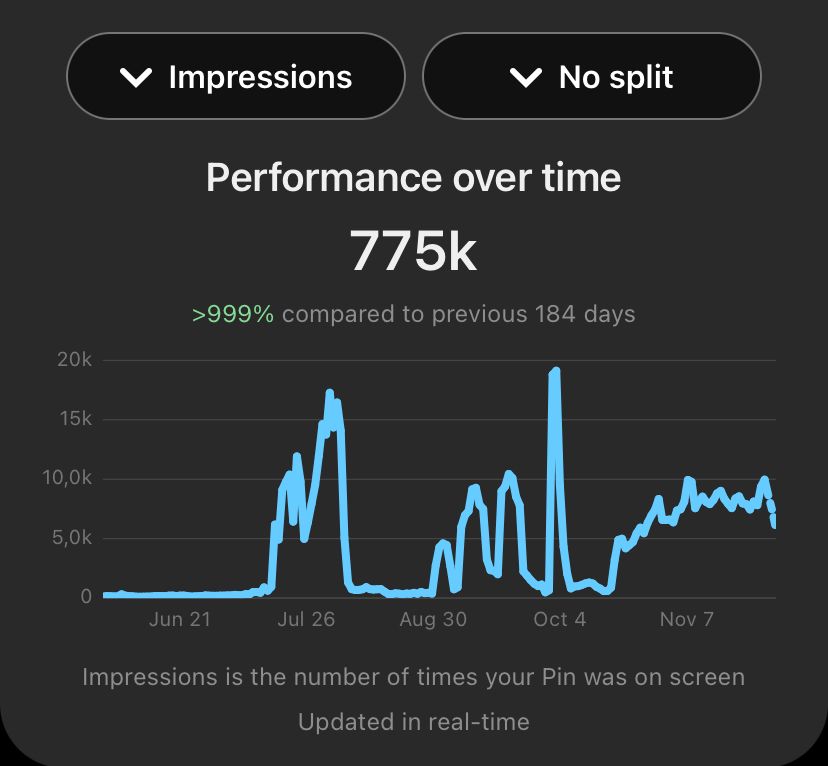 Impressions
No split
Performance over time
775k
>999% compared to previous 184 days
20k
15k
10,0k
5,0k
0
Jun 21
Jul 26
Aug 30
Oct 4
Nov 7
Impressions is the number of times your Pin was on screen
Updated in real-time